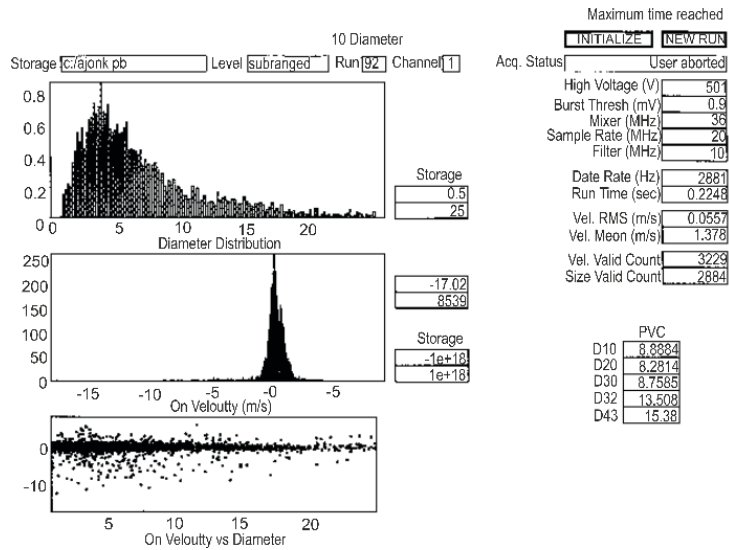 Maximum time reached
10 Diameter
INITIALIZE NEW RUN
Storage c:/ajonk pb Level subranged Run 92 Channel 1
Acq. Status User aborted
High Voltage (V) 501
Burst Thresh (mV) 0.9
Mixer (MHz) 36
Sample Rate (MHz) 20
Filter (MHz) 10
Date Rate (Hz) 2881
Run Time (sec) 0.2248
Vel. RMS (m/s) 0.0557
Vel. Meon (m/s) 1.378
Vel. Valid Count 3229
Size Valid Count 2884
0.8
0.6
0.4
0.2
0
5 10 15 20
Diameter Distribution
Storage
0.5
25
250
200
150
100
50
0
-15 -10 -5 -0 -5
On Veloutty (m/s)
-17.02
8539
Storage
-1e+18
1e+18
PVC
D10 8.8884
D20 8.2814
D30 8.7585
D32 13.508
D43 15.38
0
-10
5 10 15 20
On Veloutty vs Diameter